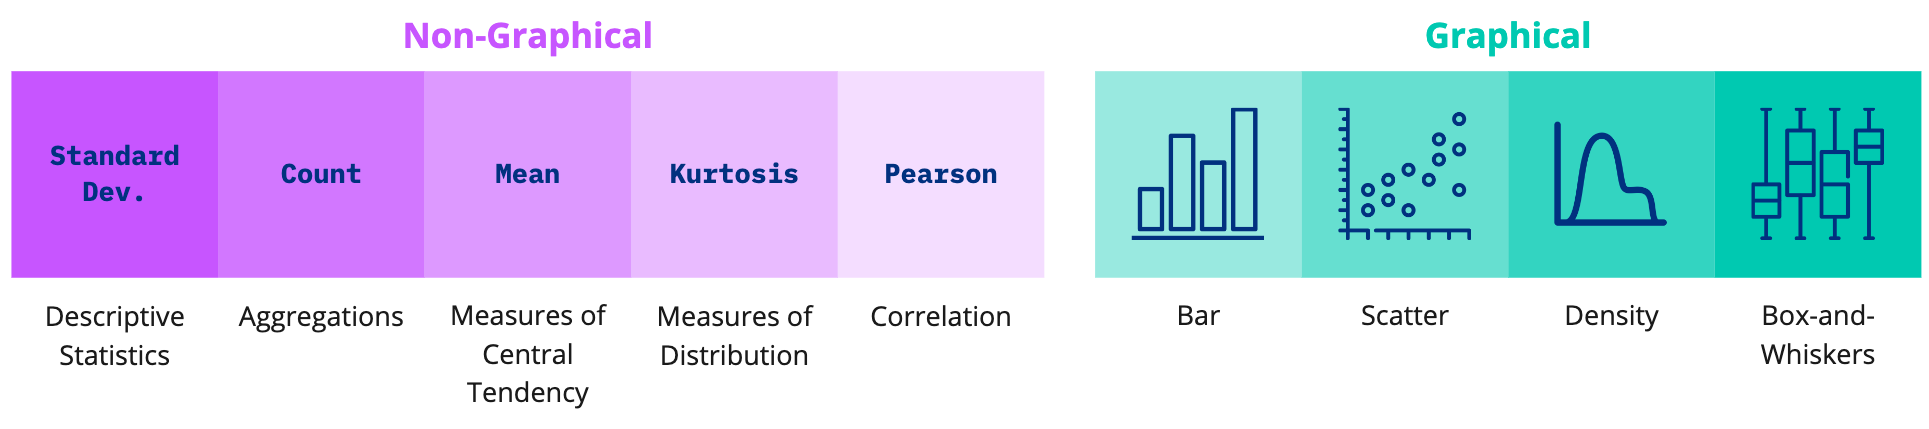 Non-Graphical
Graphical
Standard
Dev.
Count
Mean
Kurtosis
Pearson
Descriptive
Statistics
Aggregations
Measures of
Central
Tendency
Measures of
Distribution
Correlation
Bar
Scatter
Density
Box-and-
Whiskers